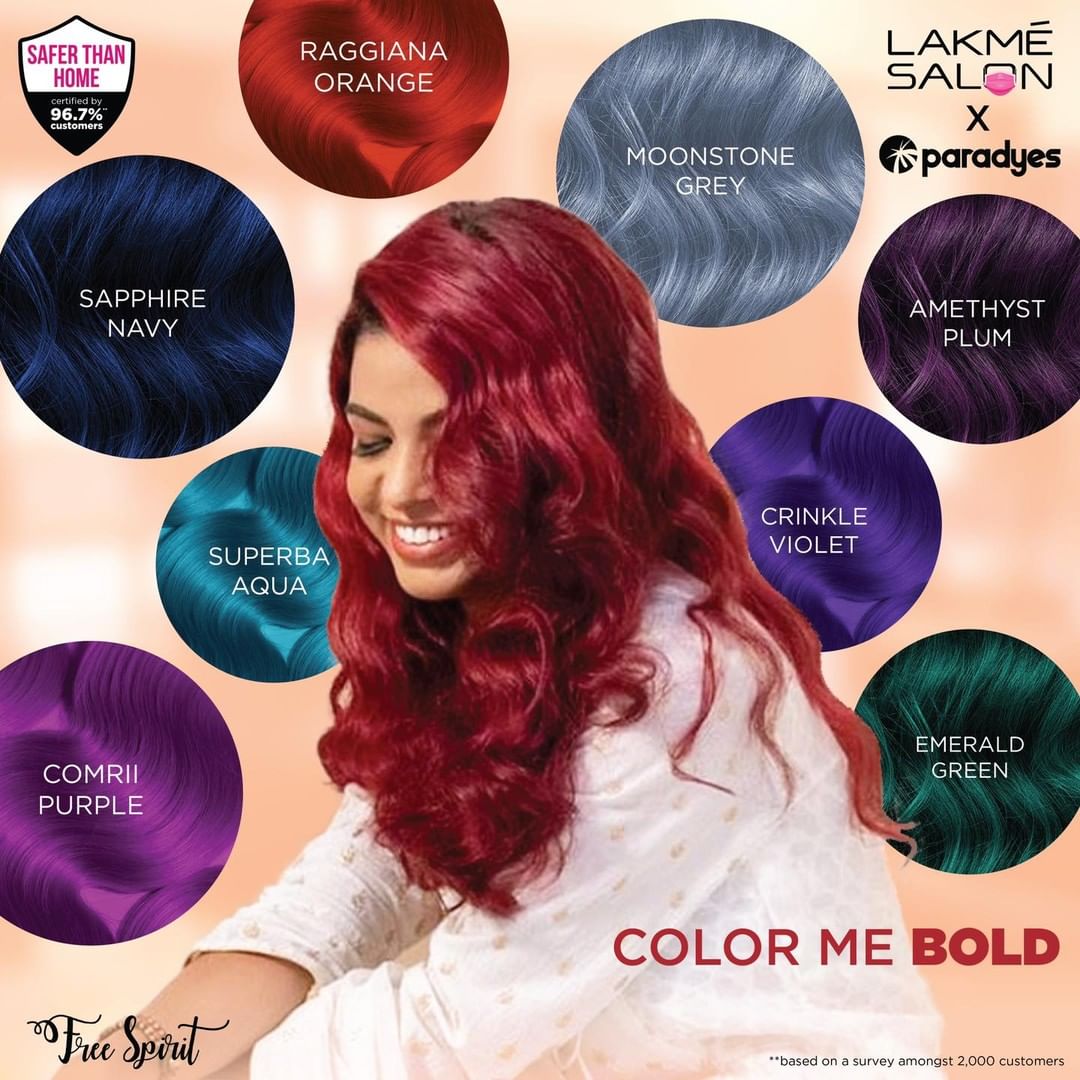 SAFER THAN
HOME
certified by
96.7%**
customers
RAGGIANA
ORANGE
MOONSTONE
GREY
LAKMÉ
SALON
X
paradyes
SAPPHIRE
NAVY
AMETHYST
PLUM
SUPERBA
AQUA
CRINKLE
VIOLET
COMRII
PURPLE
EMERALD
GREEN
COLOR ME BOLD
Free Spirit
**based on a survey amongst 2,000 customers